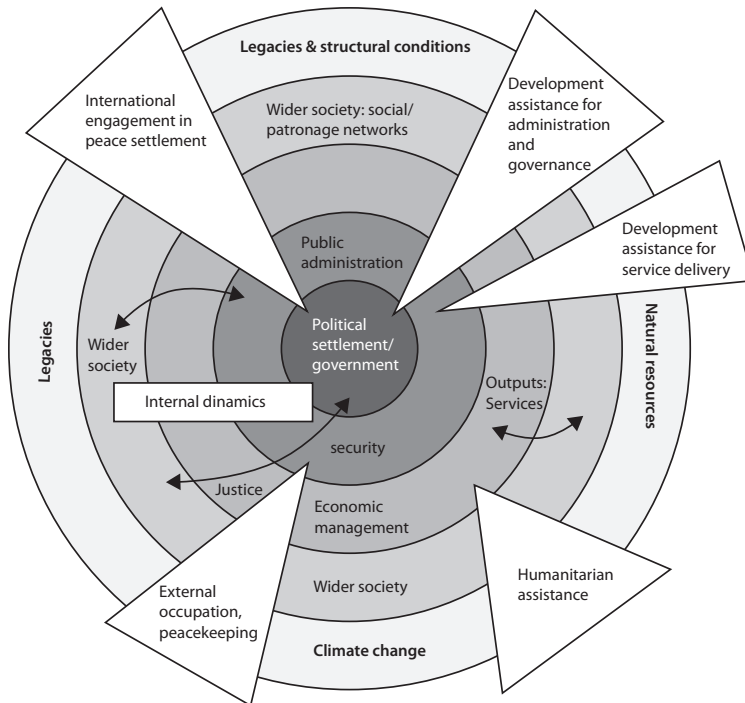 Legacies & structural conditions
International
engagement in
peace settlement
Wider society: social/
patronage networks
Development
assistance for
administration
and
governance
Development
assistance for
service delivery
Public
administration
Political
settlement/
government
Legacies
Wider
society
Natural resources
Internal dinamics
Outputs:
Services
security
Justice
Economic
management
External
occupation,
peacekeeping
Wider society
Humanitarian
assistance
Climate change